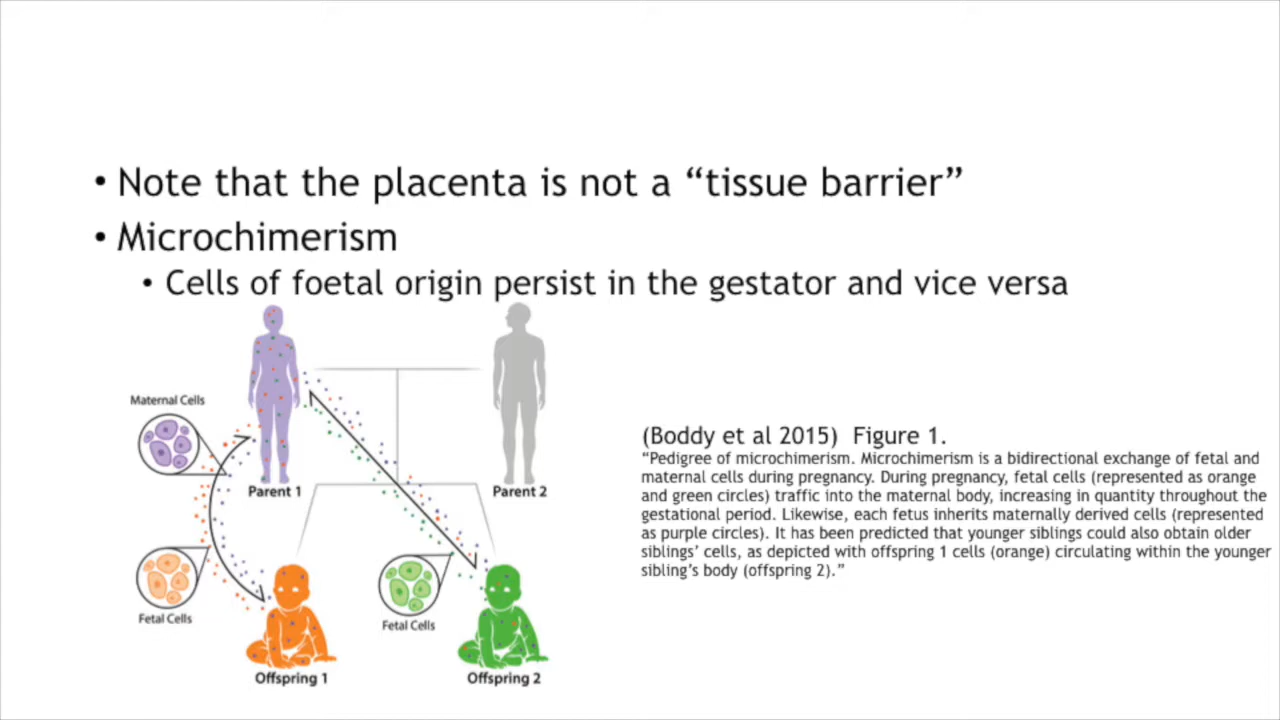 • Note that the placenta is not a “tissue barrier”
• Microchimerism
• Cells of foetal origin persist in the gestator and vice versa
Maternal Cells
Parent 1
Parent 2
Fetal Cells
Fetal Cells
Offspring 1
Offspring 2
(Boddy et al 2015) Figure 1.
“Pedigree of microchimerism. Microchimerism is a bidirectional exchange of fetal and
maternal cells during pregnancy. During pregnancy, fetal cells (represented as orange
and green circles) traffic into the maternal body, increasing in quantity throughout the
gestational period. Likewise, each fetus inherits maternally derived cells (represented
as purple circles). It has been predicted that younger siblings could also obtain older
siblings’ cells, as depicted with offspring 1 cells (orange) circulating within the younger
sibling’s body (offspring 2).”